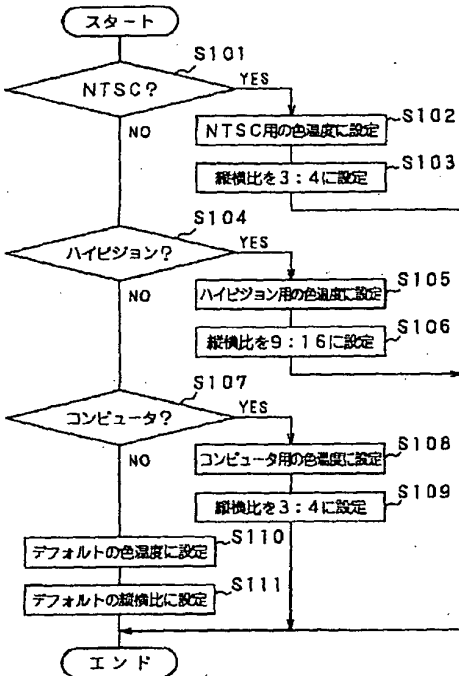 スタート
S101
NTSC?
YES
NO
S102
NTSC用の色温度に設定
S103
縦横比を3:4に設定
S104
ハイビジョン?
YES
NO
S105
ハイビジョン用の色温度に設定
S106
縦横比を9:16に設定
S107
コンピュータ?
YES
NO
S108
コンピュータ用の色温度に設定
S109
縦横比を3:4に設定
S110
デフォルトの色温度に設定
S111
デフォルトの縦横比に設定
エンド